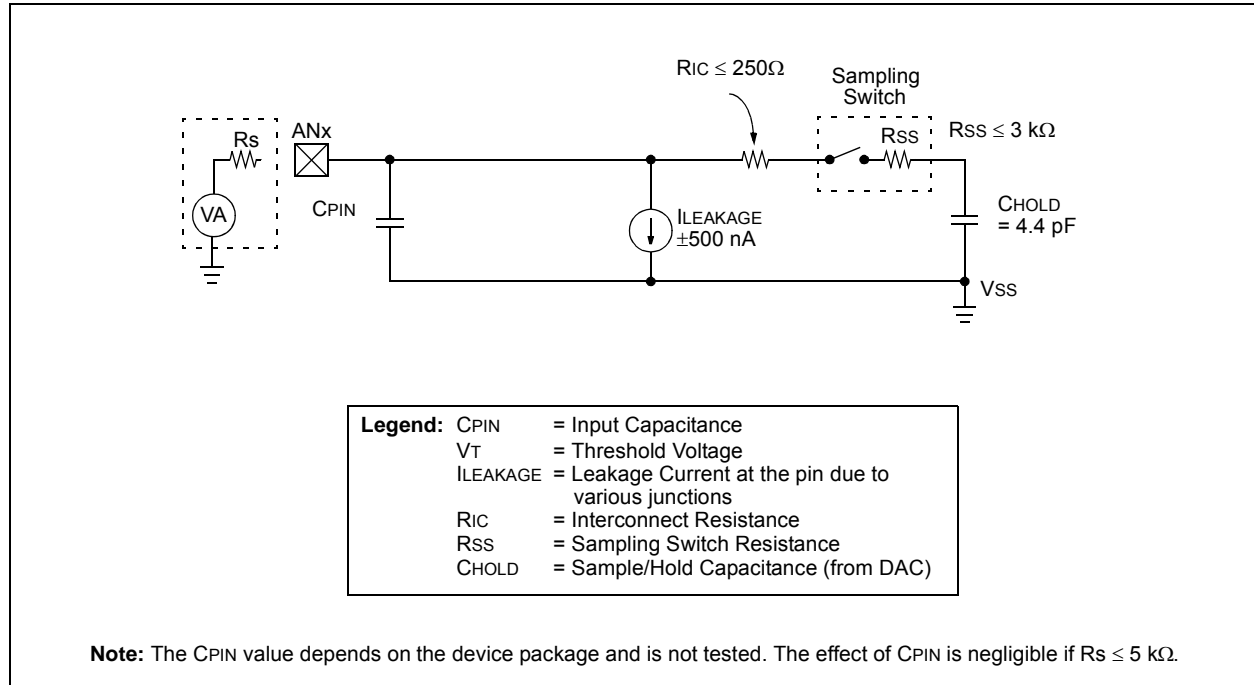 RIC ≤ 250Ω
Sampling
Switch
ANx
Rs
RSS
RSS ≤ 3 kΩ
VA
CPIN
ILEAKAGE
±500 nA
CHOLD
= 4.4 pF
VSS
Legend: CPIN = Input Capacitance
VT = Threshold Voltage
ILEAKAGE = Leakage Current at the pin due to
various junctions
RIC = Interconnect Resistance
RSS = Sampling Switch Resistance
CHOLD = Sample/Hold Capacitance (from DAC)
Note: The CPIN value depends on the device package and is not tested. The effect of CPIN is negligible if Rs ≤ 5 kΩ.